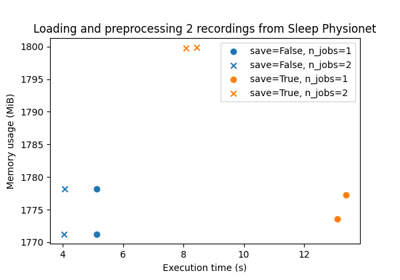 Loading and preprocessing 2 recordings from Sleep Physionet
Memory usage (MiB)
1800
1795
1790
1785
1780
1775
1770
save=False, n_jobs=1
save=False, n_jobs=2
save=True, n_jobs=1
save=True, n_jobs=2
4 6 8 10 12
Execution time (s)